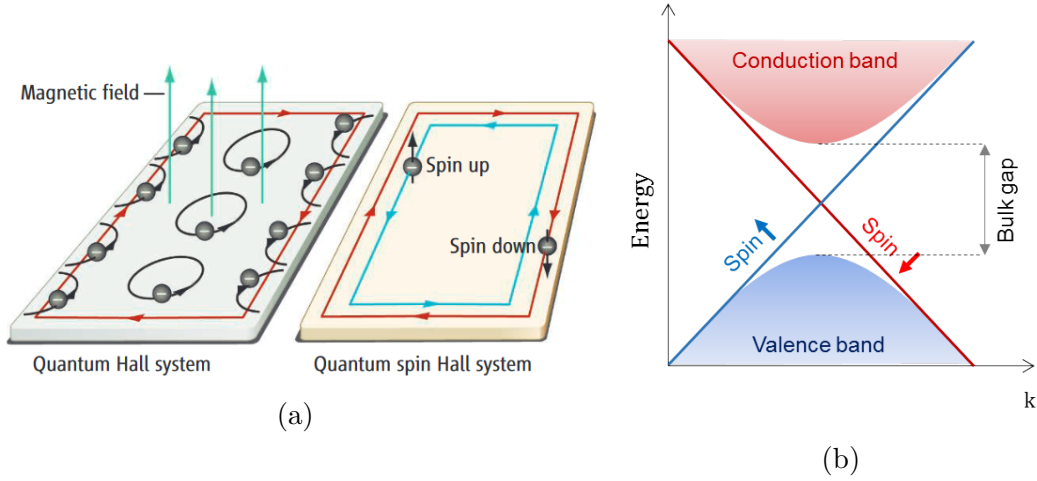 Magnetic field
Spin up
Spin down
Quantum Hall system
Quantum spin Hall system
(a)
Energy
Conduction band
Bulk gap
Spin
Spin
Valence band
k
(b)